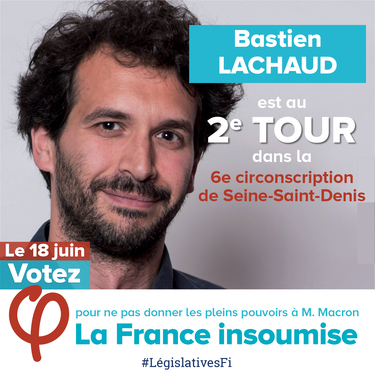 Bastien
LACHAUD
est au
2e TOUR
dans la
6e circonscription
de Seine-Saint-Denis
Le 18 juin
Votez
pour ne pas donner les pleins pouvoirs à M. Macron
La France insoumise
#LégislativesFi